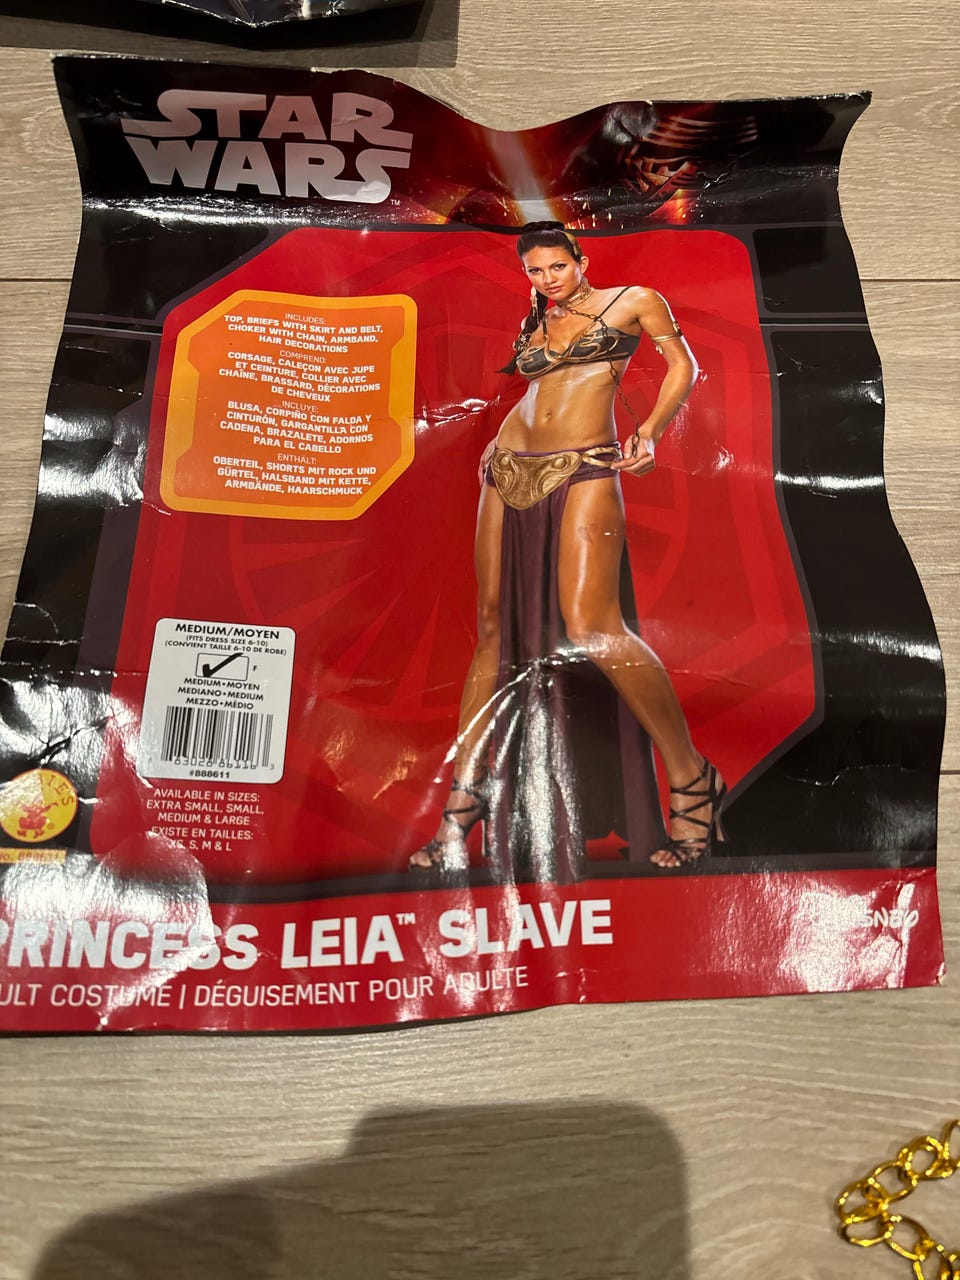 STAR
WARS
™
INCLUDES:
TOP, BRIEFS WITH SKIRT AND BELT,
CHOKER WITH CHAIN, ARMBAND,
HAIR DECORATIONS
COMPREND:
CORSAGE, CALEÇON AVEC JUPE
ET CEINTURE, COLLIER AVEC
CHAÎNE, BRASSARD, DÉCORATIONS
DE CHEVEUX
INCLUYE:
BLUSA, CORPIÑO CON FALDA Y
CINTURÓN, GARGANTILLA CON
CADENA, BRAZALETE, ADORNOS
PARA EL CABELLO
ENTHALT:
OBERTEIL, SHORTS MIT ROCK UND
GÜRTEL, HALSBAND MIT KETTE,
ARMBÄNDE, HAARSCHMUCK
MEDIUM/MOYEN
(FITS DRESS SIZE 6-10)
(CONVIENT TAILLE 6-10 DE ROBE)
F
MEDIUM•MOYEN
MEDIANO•MEDIUM
MEZZO•MÉDIO
#888611
AVAILABLE IN SIZES:
EXTRA SMALL, SMALL,
MEDIUM & LARGE
EXISTE EN TAILLES:
XS, S, M & L
PRINCESS LEIA™ SLAVE
ULT COSTUME | DÉGUISEMENT POUR ADULTE